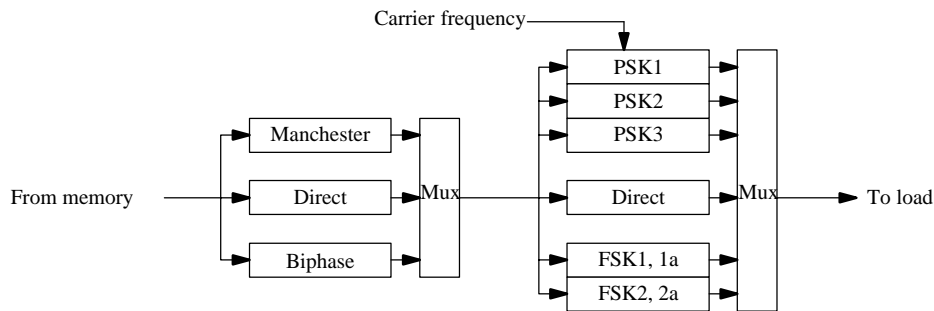 Carrier frequency
PSK1
PSK2
PSK3
Manchester
Mux
From memory
Direct
Direct
Mux
To load
Biphase
FSK1, 1a
FSK2, 2a